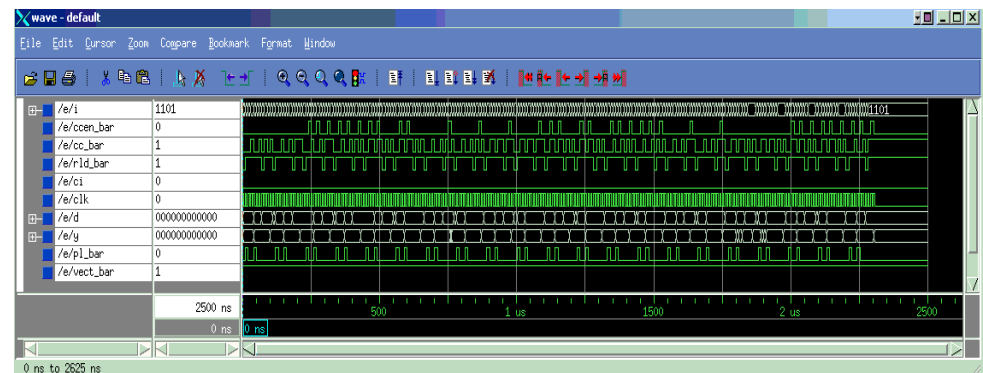 wave - default
File Edit Cursor Zoom Compare Bookmark Format Window
/e/i 1101 1101
/e/ccen_bar 0
/e/cc_bar 1
/e/rld_bar 1
/e/ci 0
/e/clk 0
/e/d 000000000000
/e/y 000000000000
/e/pl_bar 0
/e/vect_bar 1
2500 ns 500 1 us 1500 2 us 2500
0 ns 0 ns
0 ns to 2625 ns